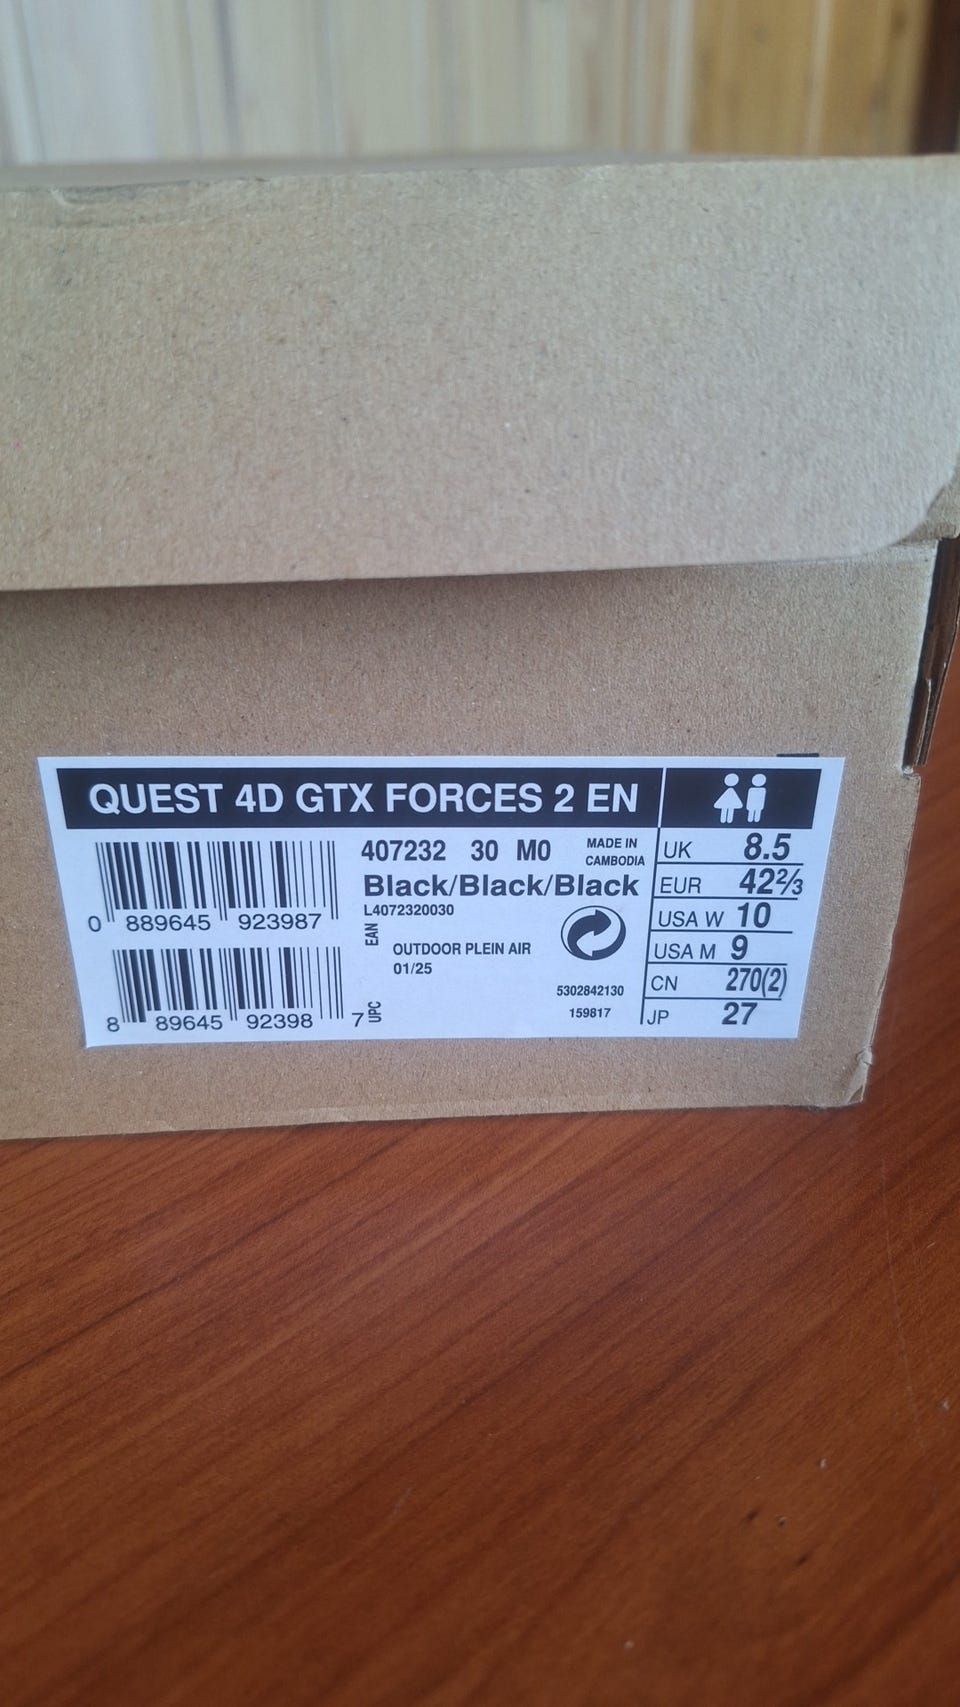 QUEST 4D GTX FORCES 2 EN
407232 30 M0
MADE IN
CAMBODIA
Black/Black/Black
L4072320030
EAN
0 889645 923987
OUTDOOR PLEIN AIR
01/25
5302842130
159817
8 89645 92398 7
UPC
UK 8.5
EUR 42⅔
USA W 10
USA M 9
CN 270(2)
JP 27